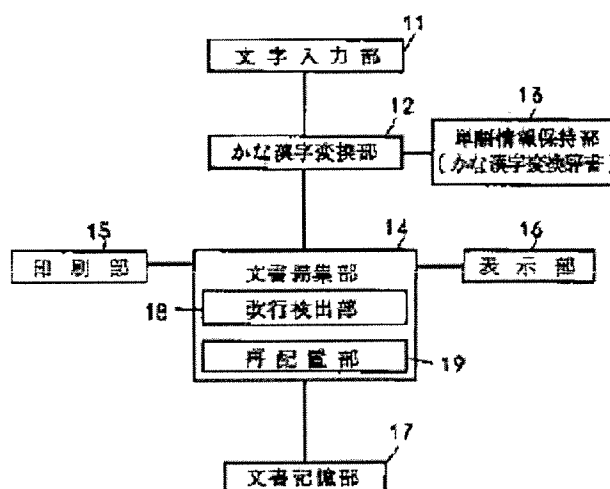 11
文字入力部
12
かな漢字変換部
13
単語情報保持部
(かな漢字変換辞書)
14
文書編集部
15
印刷部
16
表示部
18
改行検出部
再配置部
19
17
文書記憶部